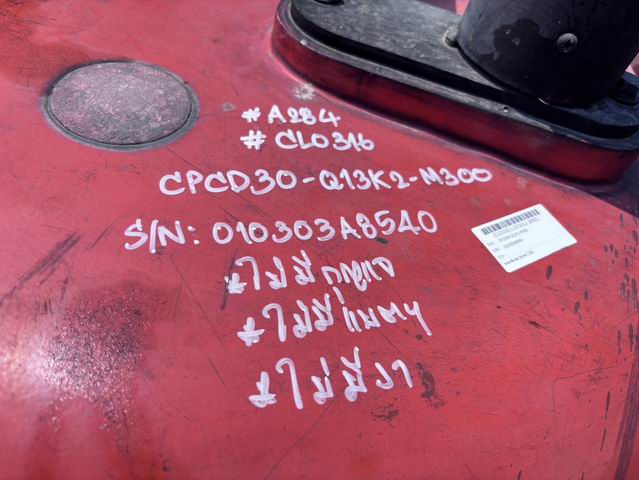 #A284
#CL0316
CPCD30-Q13K2-M300
S/N: 010303A8540
*ไม่มีกุญแจ
*ไม่มีแบตฯ
*ไม่มีงา